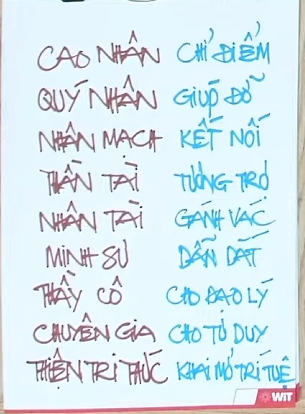 CAO NHÂN CHỈ ĐIỂM
QUÝ NHÂN GIÚP ĐỠ
NHÂN MẠCH KẾT NỐI
THẦN TÀI TƯƠNG TRỢ
NHÂN TÀI GÁNH VÁC
MINH SƯ DẪN DẮT
THẦY CÔ CHO ĐẠO LÝ
CHUYÊN GIA CHO TƯ DUY
THIỆN TRI THỨC KHAI MỞ TRÍ TUỆ
WIT